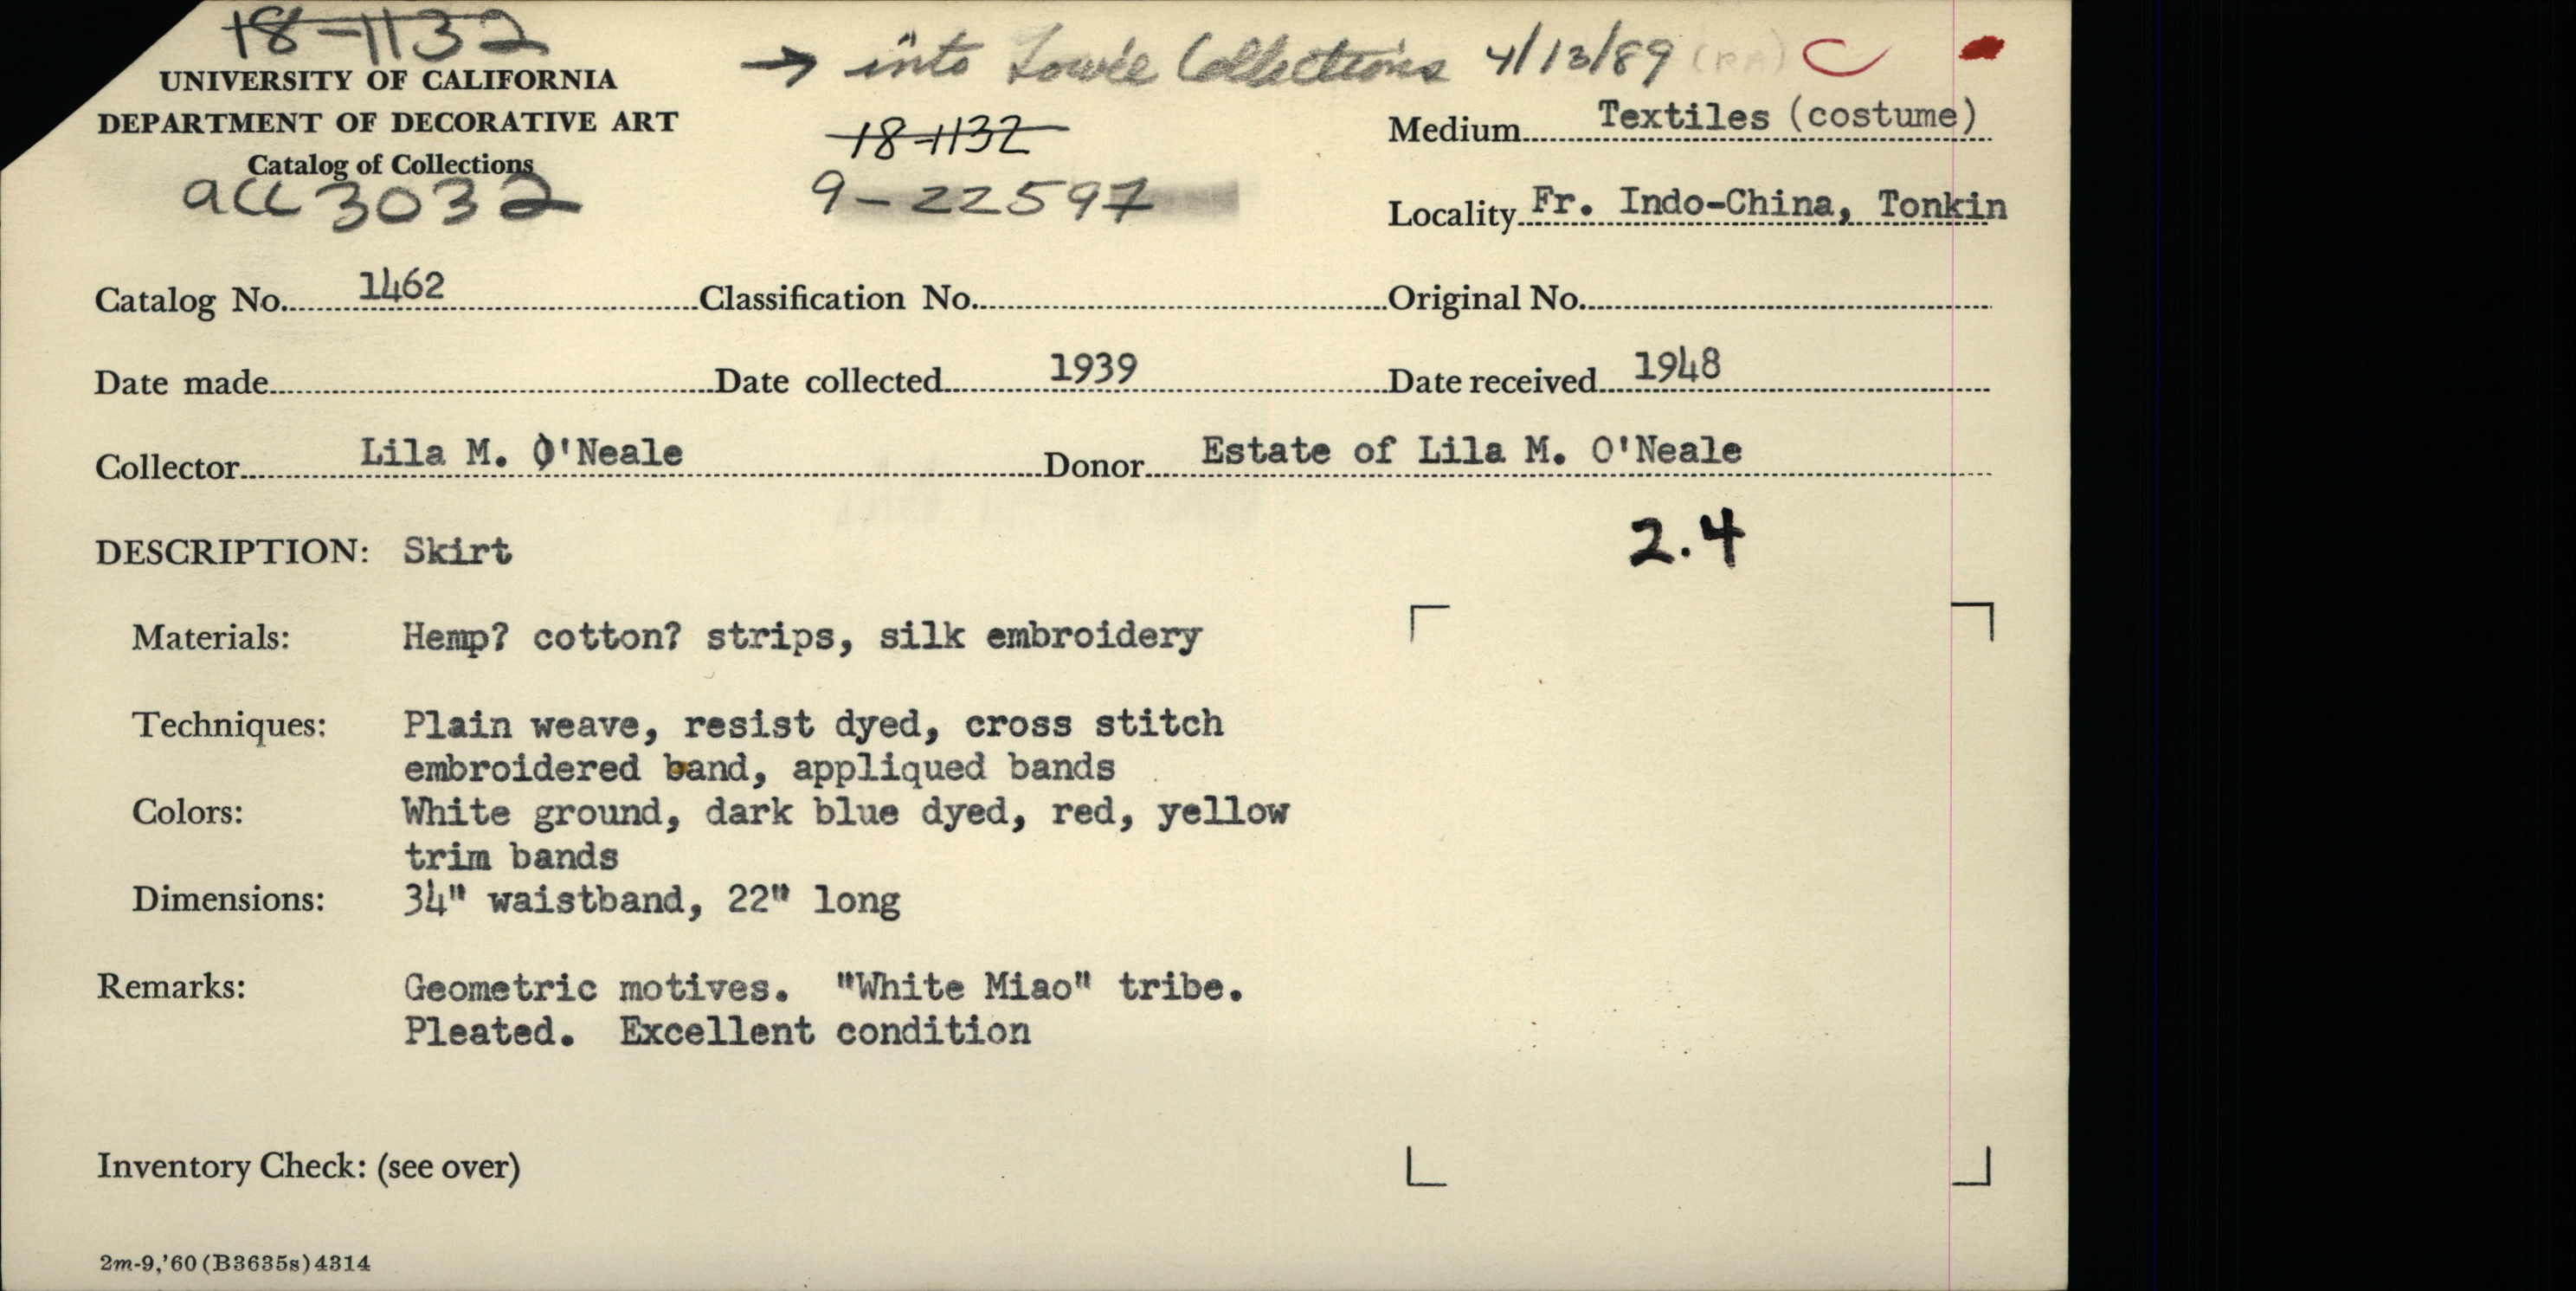 18-1132
→ into Lowie Collections 4/13/89 (RA) C
UNIVERSITY OF CALIFORNIA
DEPARTMENT OF DECORATIVE ART
Catalog of Collections
acc 3032
18-1132
9-22597
Medium Textiles (costume)
Locality Fr. Indo-China, Tonkin
Catalog No. 1462 Classification No. Original No.
Date made Date collected 1939 Date received 1948
Collector Lila M. O'Neale Donor Estate of Lila M. O'Neale
2.4
DESCRIPTION: Skirt
Materials: Hemp? cotton? strips, silk embroidery
Techniques: Plain weave, resist dyed, cross stitch
embroidered band, appliqued bands
Colors: White ground, dark blue dyed, red, yellow
trim bands
Dimensions: 34" waistband, 22" long
Remarks: Geometric motives. "White Miao" tribe.
Pleated. Excellent condition
Inventory Check: (see over)
2m-9,'60(B3635s)4314